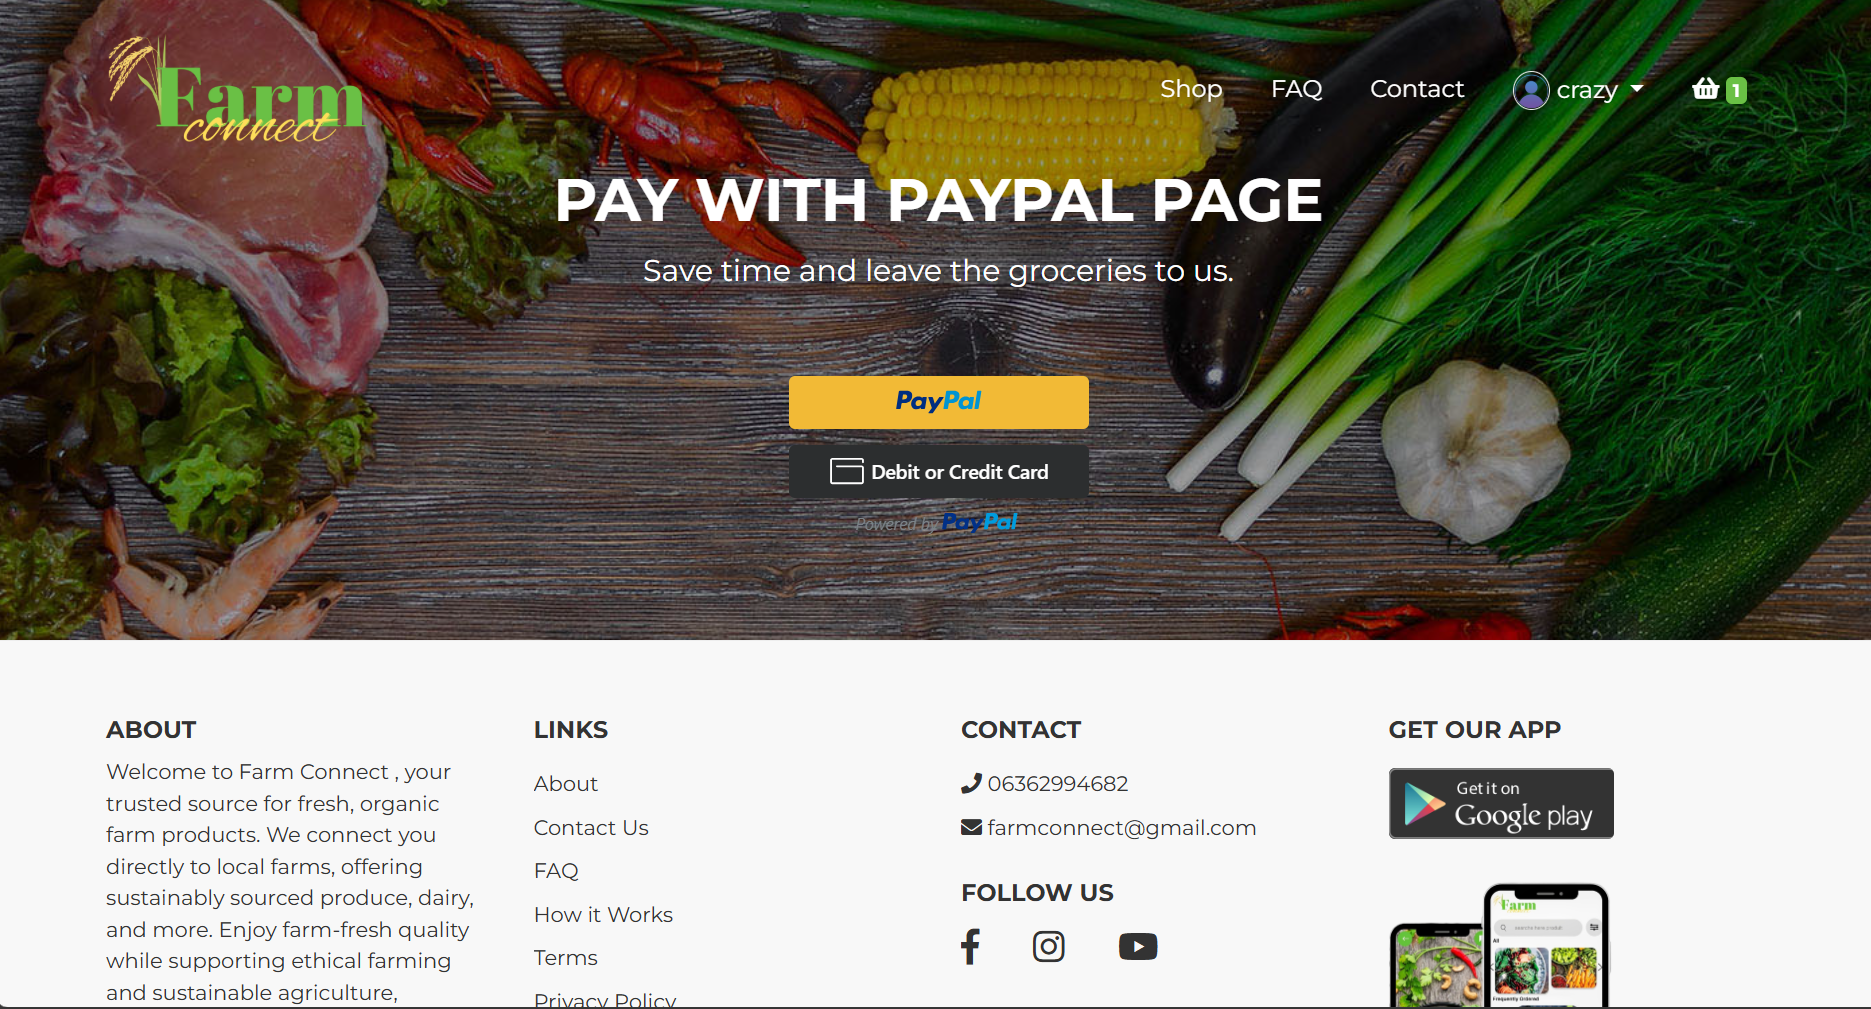 Farm
connect
Shop
FAQ
Contact
crazy
1
PAY WITH PAYPAL PAGE
Save time and leave the groceries to us.
PayPal
Debit or Credit Card
Powered by PayPal
ABOUT
Welcome to Farm Connect , your
trusted source for fresh, organic
farm products. We connect you
directly to local farms, offering
sustainably sourced produce, dairy,
and more. Enjoy farm-fresh quality
while supporting ethical farming
and sustainable agriculture,
LINKS
About
Contact Us
FAQ
How it Works
Terms
Privacy Policy
CONTACT
06362994682
farmconnect@gmail.com
FOLLOW US
GET OUR APP
Get it on
Google play
Farm
All
Frequently Ordered